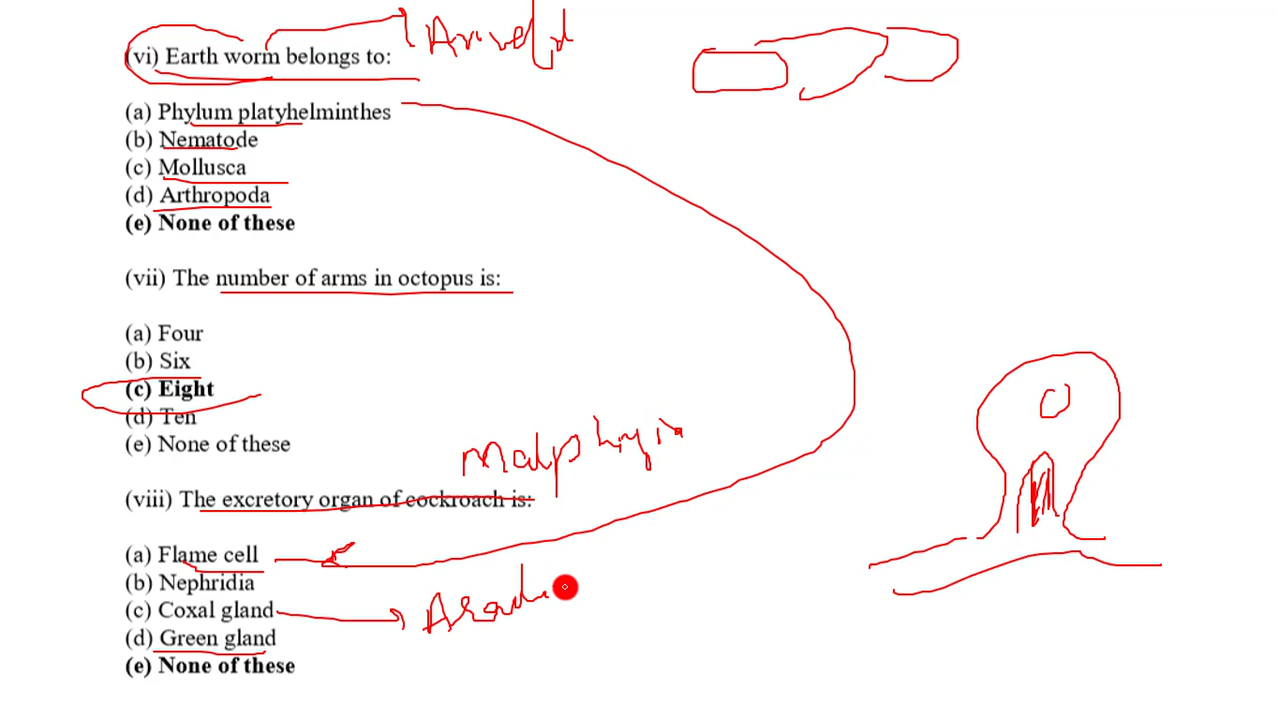 (vi) Earth worm belongs to:
(a) Phylum platyhelminthes
(b) Nematode
(c) Mollusca
(d) Arthropoda
(e) None of these
(vii) The number of arms in octopus is:
(a) Four
(b) Six
(c) Eight
(d) Ten
(e) None of these
(viii) The excretory organ of cockroach is:
(a) Flame cell
(b) Nephridia
(c) Coxal gland
(d) Green gland
(e) None of these